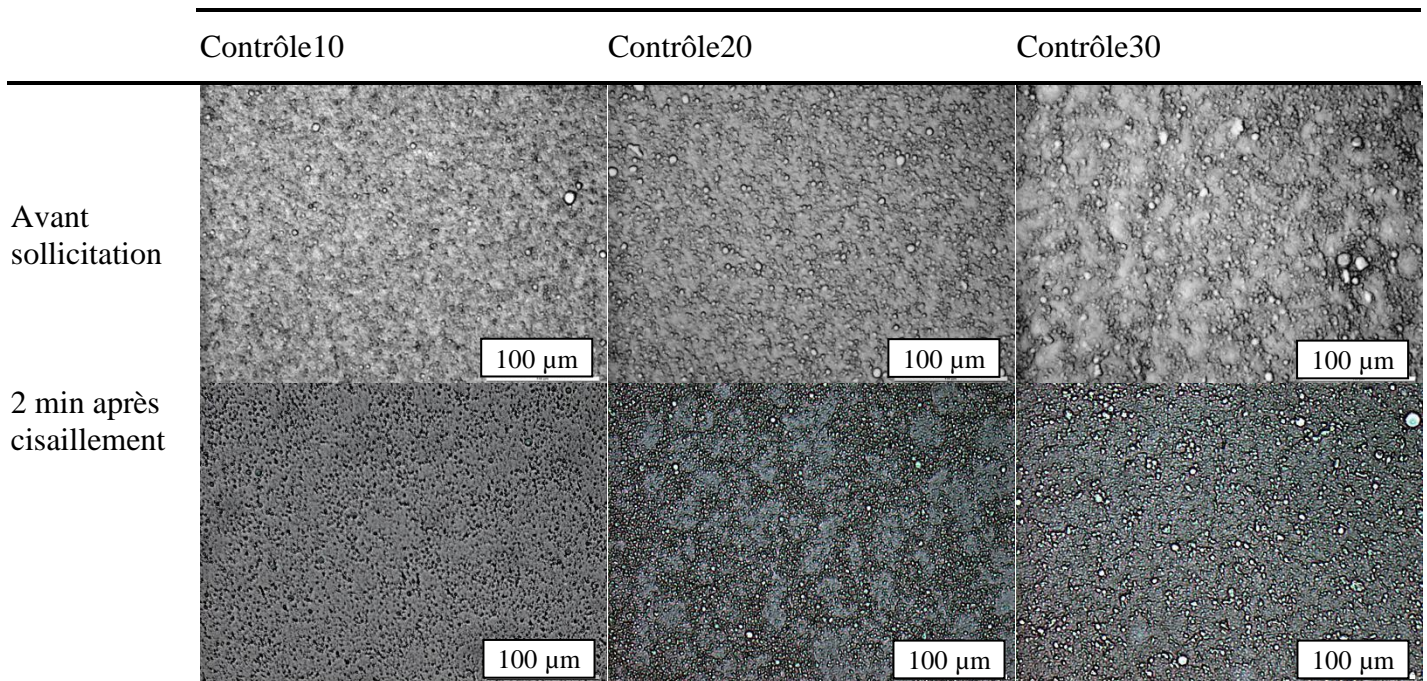 Contrôle10 Contrôle20 Contrôle30
Avant
sollicitation
100 µm 100 µm 100 µm
2 min après
cisaillement
100 µm 100 µm 100 µm